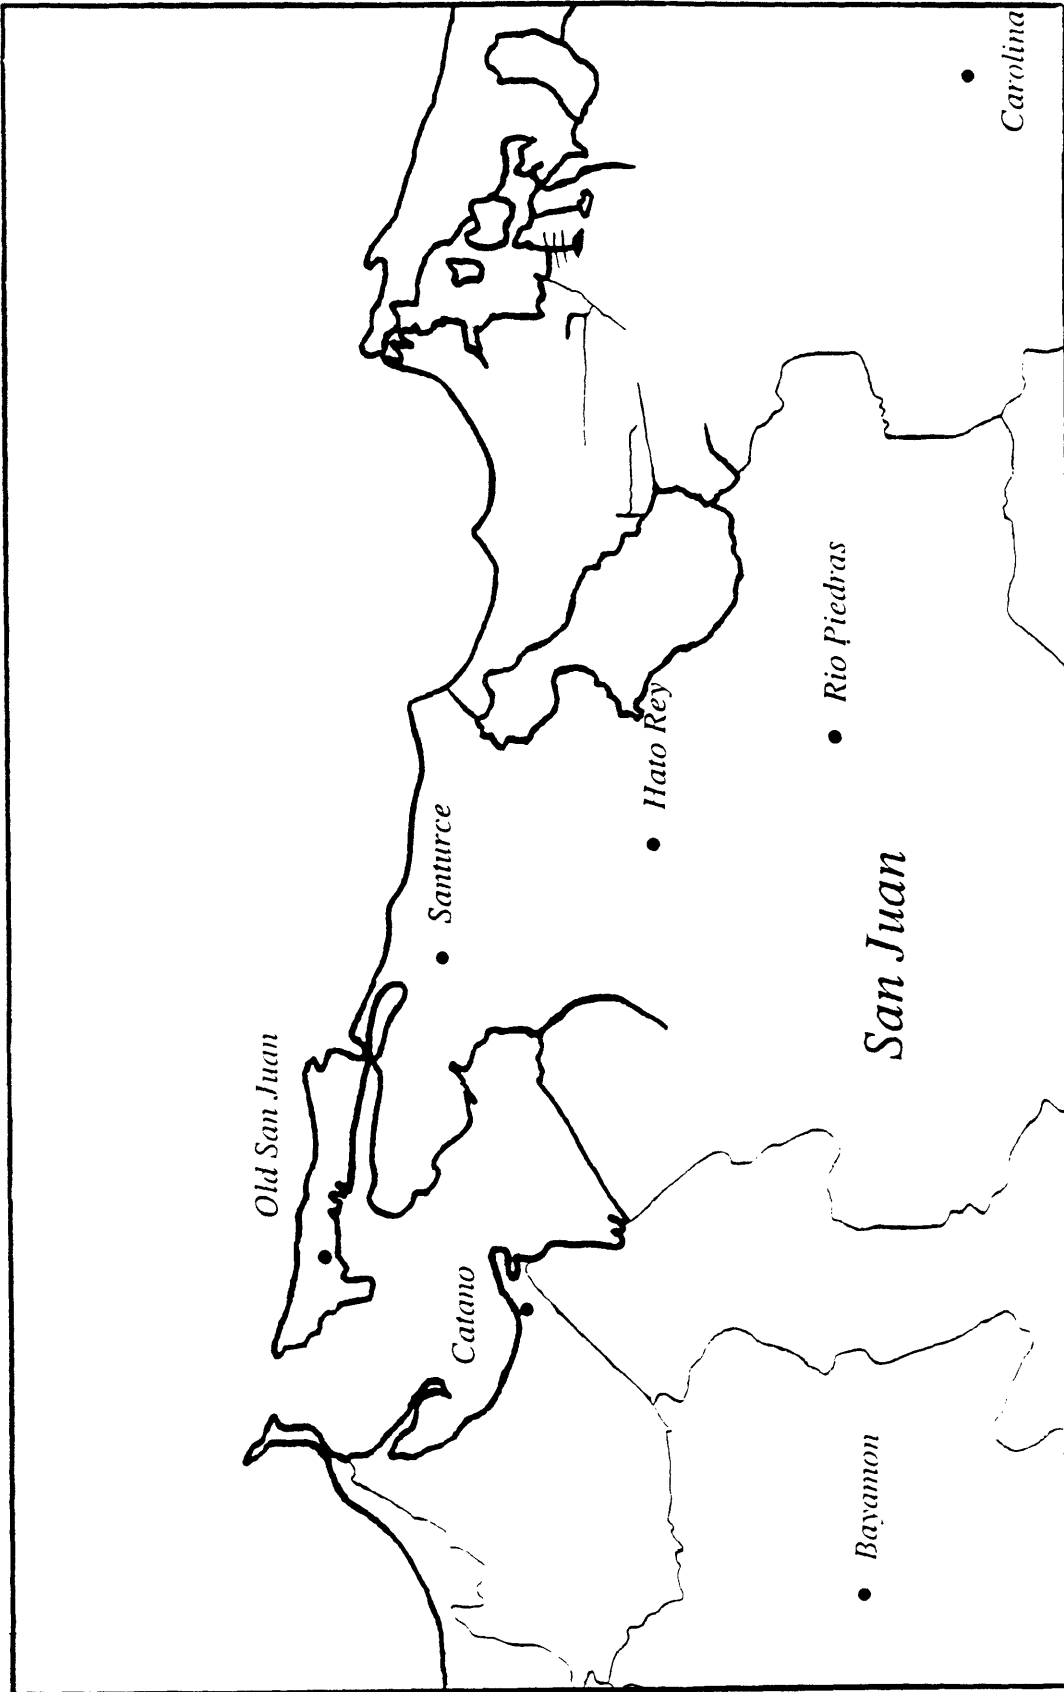 Old San Juan
Catano
Santurce
Hato Rey
Rio Piedras
San Juan
Bayamon
Carolina